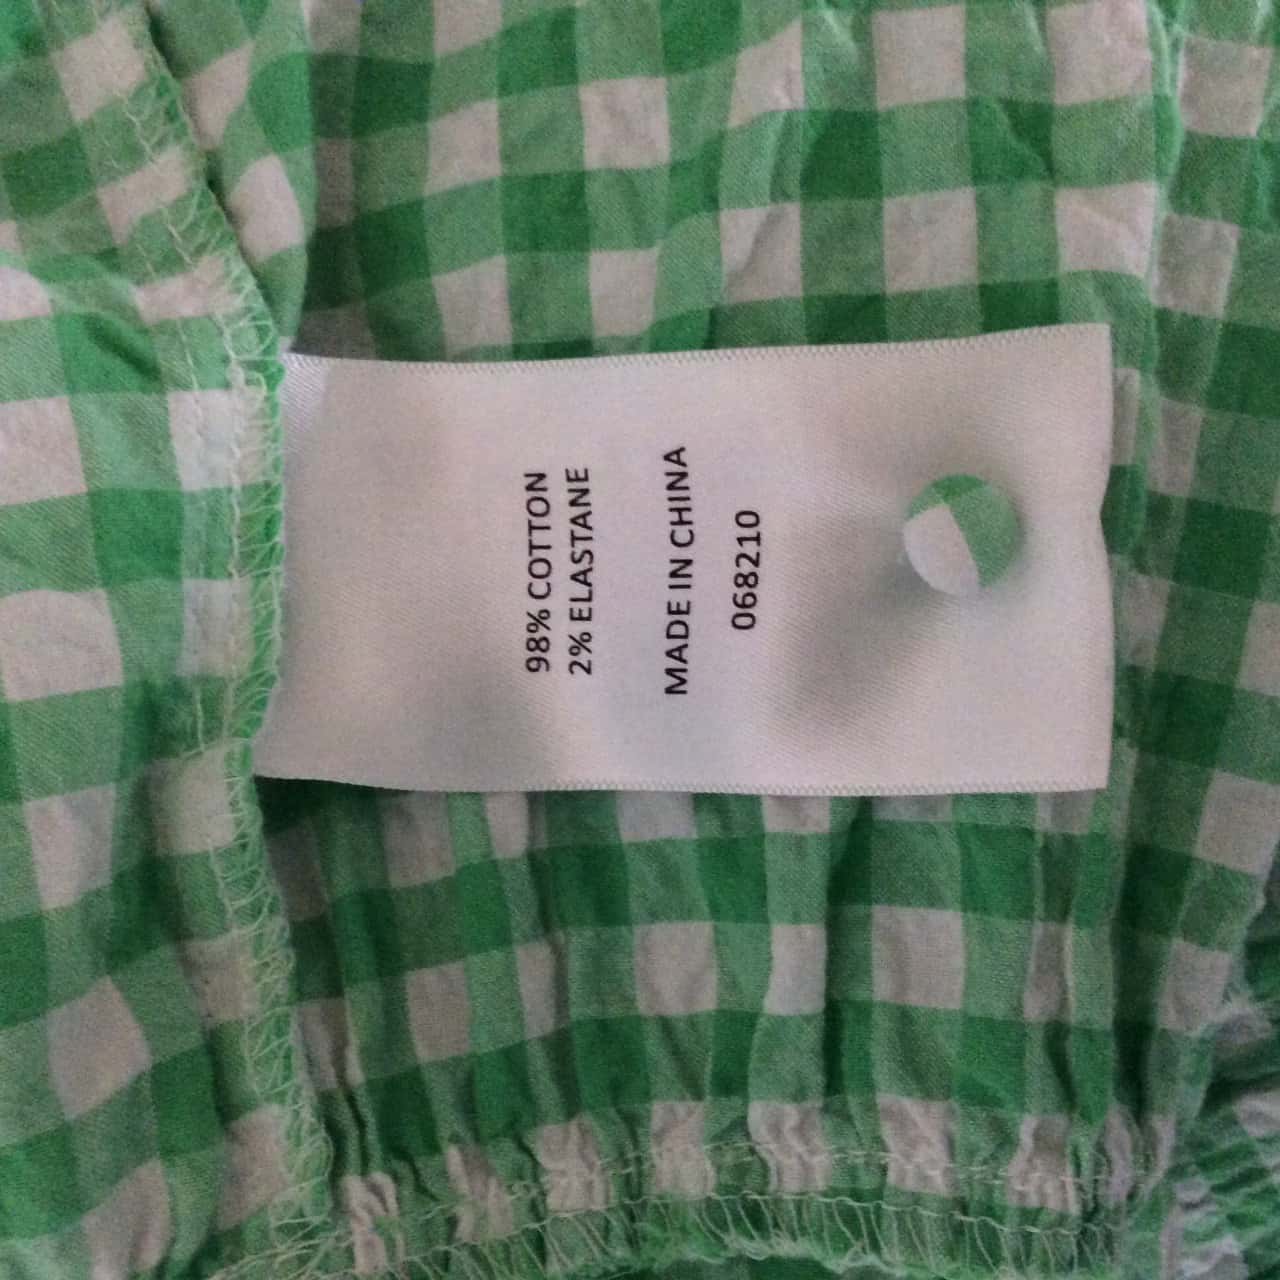 98% COTTON
2% ELASTANE
MADE IN CHINA
068210